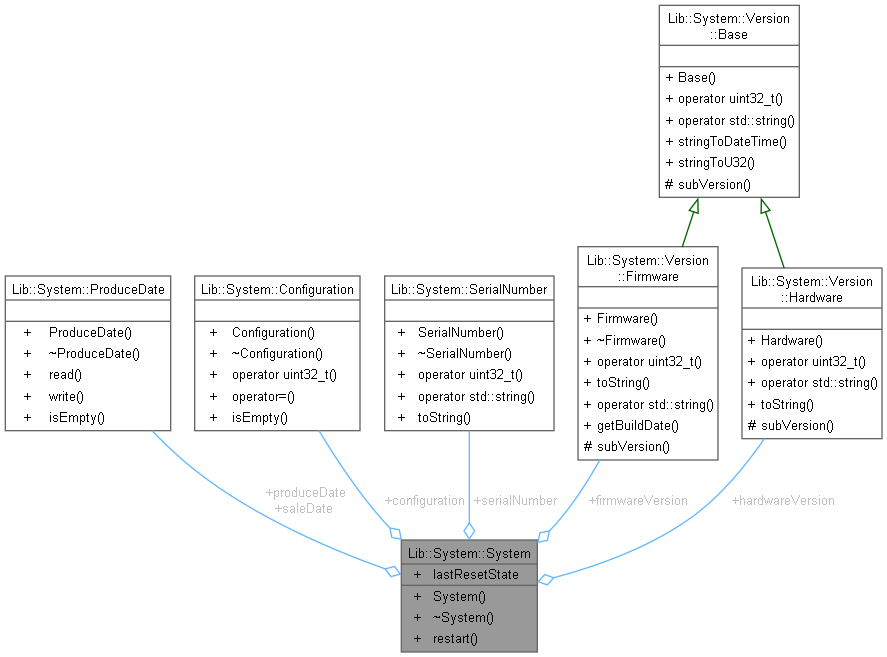 Lib::System::Version
::Base
+ Base()
+ operator uint32_t()
+ operator std::string()
+ stringToDateTime()
+ stringToU32()
# subVersion()
Lib::System::ProduceDate
+ ProduceDate()
+ ~ProduceDate()
+ read()
+ write()
+ isEmpty()
Lib::System::Configuration
+ Configuration()
+ ~Configuration()
+ operator uint32_t()
+ operator=()
+ isEmpty()
Lib::System::SerialNumber
+ SerialNumber()
+ ~SerialNumber()
+ operator uint32_t()
+ operator std::string()
+ toString()
Lib::System::Version
::Firmware
+ Firmware()
+ ~Firmware()
+ operator uint32_t()
+ toString()
+ operator std::string()
+ getBuildDate()
# subVersion()
Lib::System::Version
::Hardware
+ Hardware()
+ operator uint32_t()
+ operator std::string()
+ toString()
# subVersion()
+produceDate
+saleDate
+configuration
+serialNumber
+firmwareVersion
+hardwareVersion
Lib::System::System
+ lastResetState
+ System()
+ ~System()
+ restart()